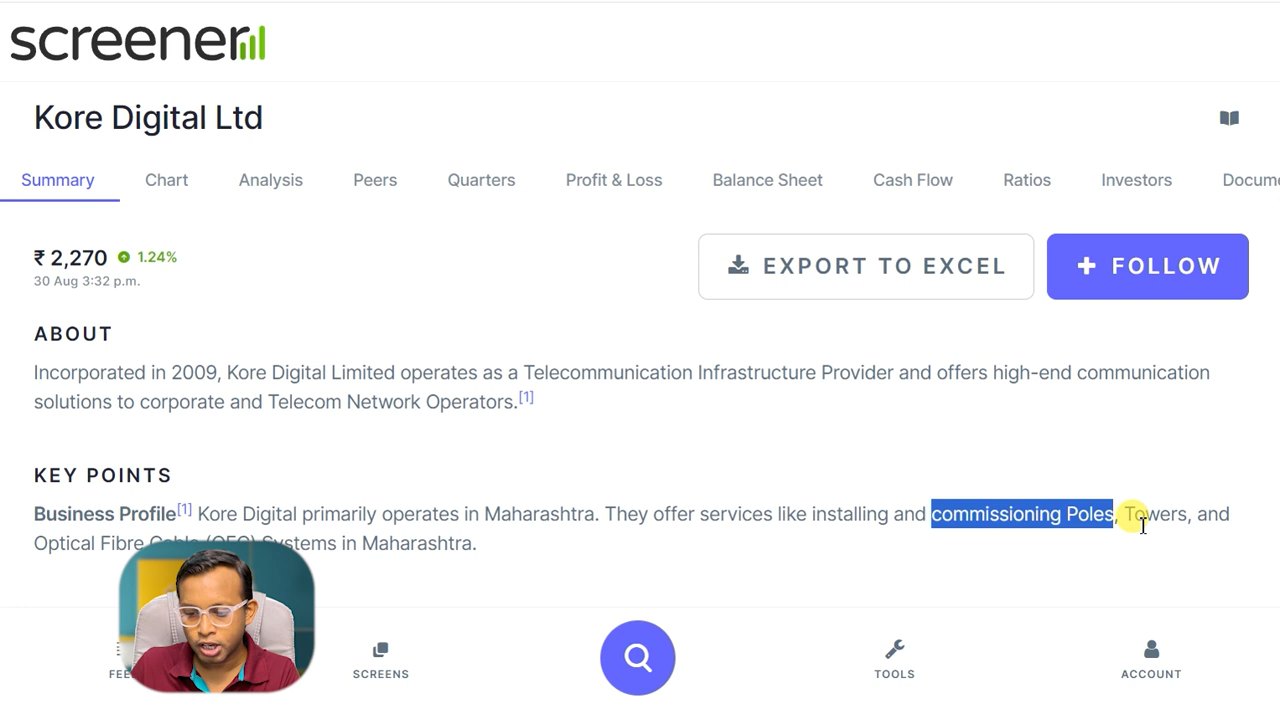 screener
Kore Digital Ltd
Summary Chart Analysis Peers Quarters Profit & Loss Balance Sheet Cash Flow Ratios Investors Docume
₹ 2,270 1.24%
30 Aug 3:32 p.m.
EXPORT TO EXCEL
+ FOLLOW
ABOUT
Incorporated in 2009, Kore Digital Limited operates as a Telecommunication Infrastructure Provider and offers high-end communication
solutions to corporate and Telecom Network Operators.[1]
KEY POINTS
Business Profile[1] Kore Digital primarily operates in Maharashtra. They offer services like installing and commissioning Poles, Towers, and
Optical Fibre Cable (OFC) Systems in Maharashtra.
FEE SCREENS TOOLS ACCOUNT